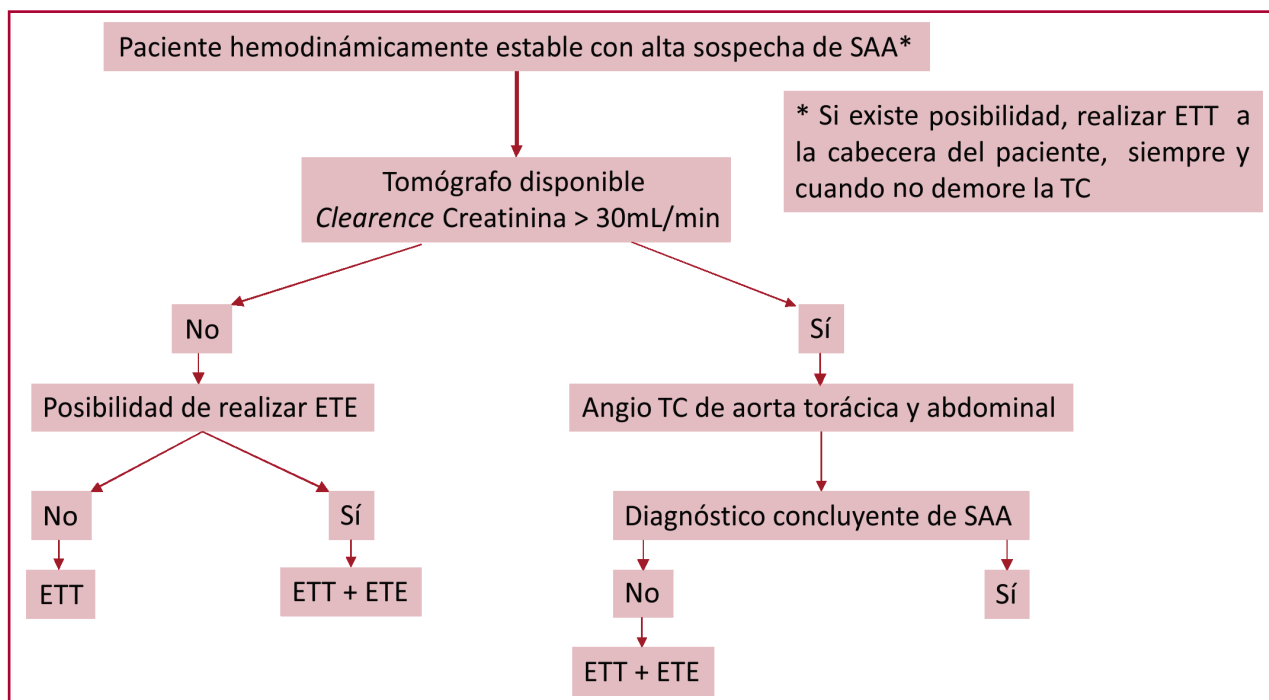 Paciente hemodinámicamente estable con alta sospecha de SAA*
* Si existe posibilidad, realizar ETT a
la cabecera del paciente, siempre y
cuando no demore la TC
Tomógrafo disponible
Clearence Creatinina > 30mL/min
No
Sí
Posibilidad de realizar ETE
Angio TC de aorta torácica y abdominal
No
Sí
Diagnóstico concluyente de SAA
ETT
ETT + ETE
No
Sí
ETT + ETE